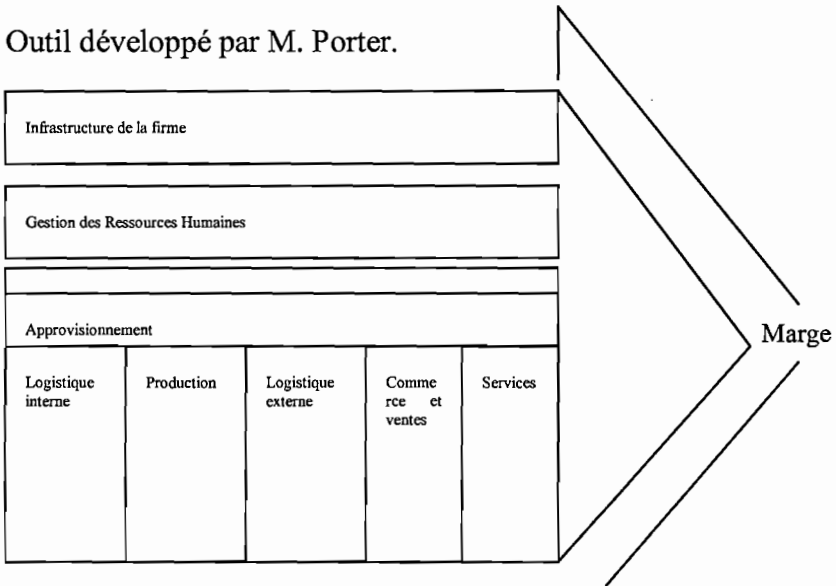 Outil développé par M. Porter.
Infrastructure de la firme
Gestion des Ressources Humaines
Approvisionnement
Marge
Logistique
interne
Production
Logistique
externe
Comme
rce et
ventes
Services